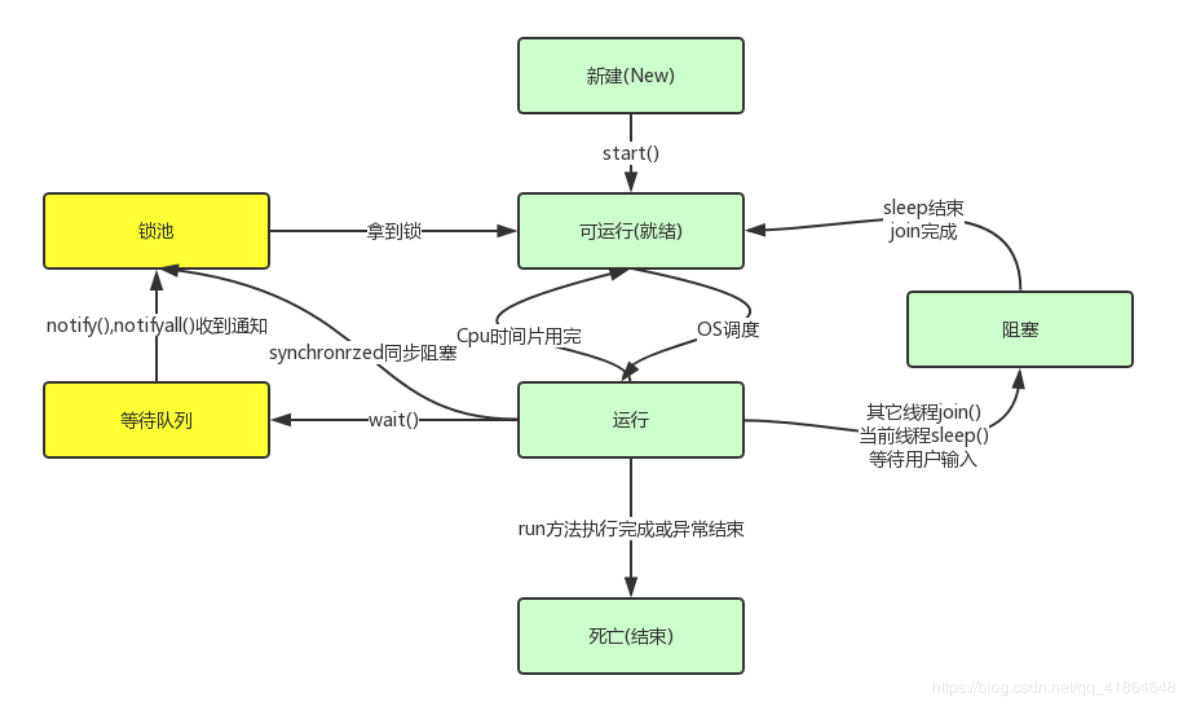 新建(New)
start()
锁池
拿到锁
可运行(就绪)
sleep结束
join完成
notify(),notifyall()收到通知
synchronrzed同步阻塞
Cpu时间片用完
OS调度
阻塞
等待队列
wait()
运行
其它线程join()
当前线程sleep()
等待用户输入
run方法执行完成或异常结束
死亡(结束)
https://blog.csdn.net/qq_41864648